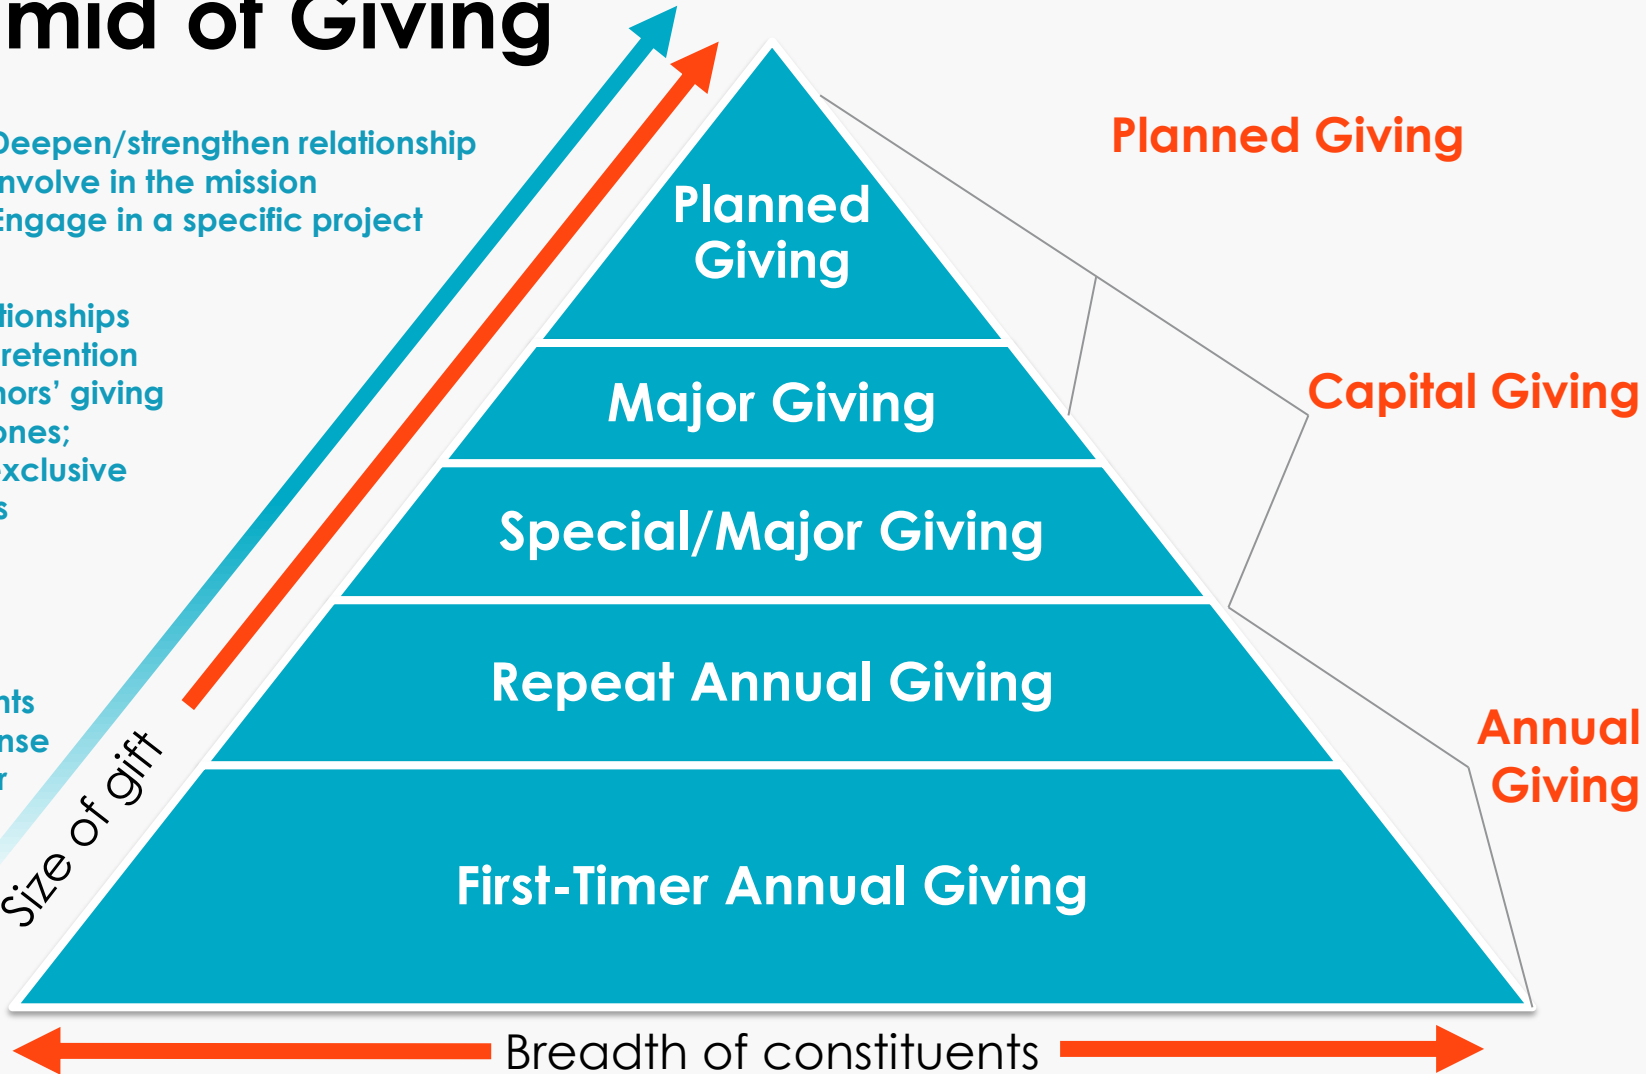 mid of Giving
Deepen/strengthen relationship
nvolve in the mission
Engage in a specific project
tionships
retention
nors’ giving
ones;
exclusive
s
nts
nse
r
Size of gift
Planned
Giving
Major Giving
Special/Major Giving
Repeat Annual Giving
First-Timer Annual Giving
Breadth of constituents
Planned Giving
Capital Giving
Annual
Giving